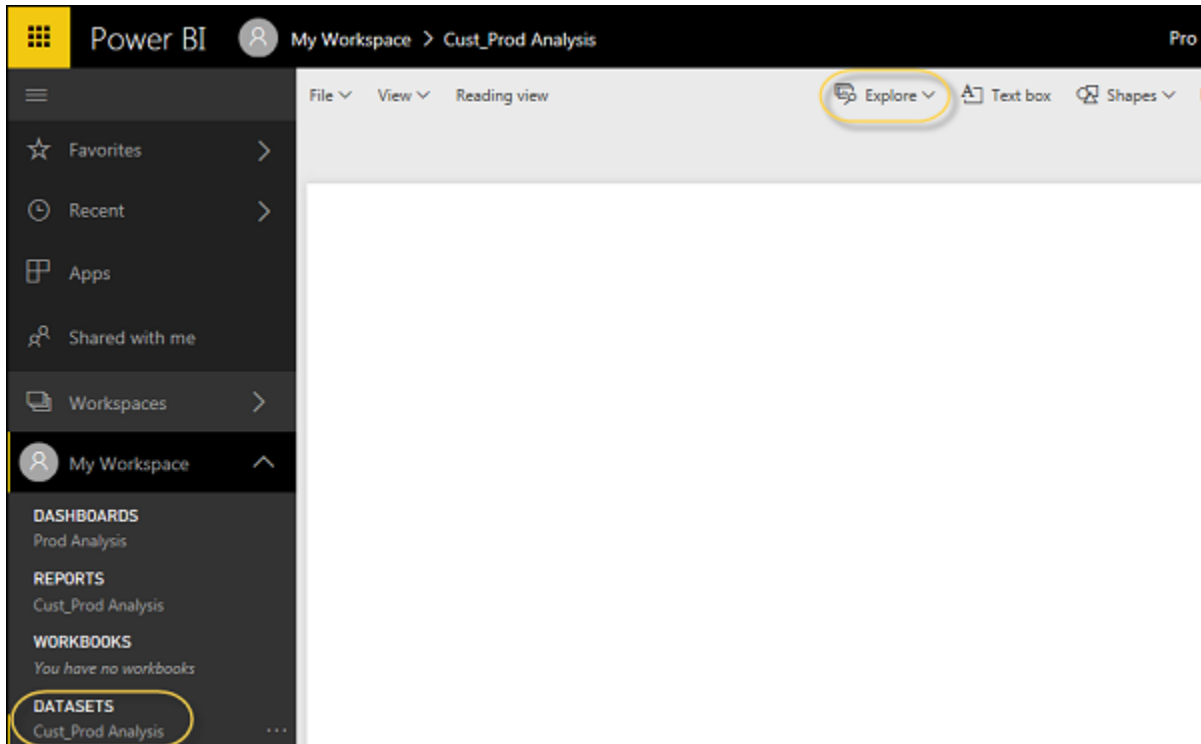 Power BI My Workspace > Cust_Prod Analysis Pro
File View Reading view Explore Text box Shapes
Favorites
Recent
Apps
Shared with me
Workspaces
My Workspace
DASHBOARDS
Prod Analysis
REPORTS
Cust_Prod Analysis
WORKBOOKS
You have no workbooks
DATASETS
Cust_Prod Analysis